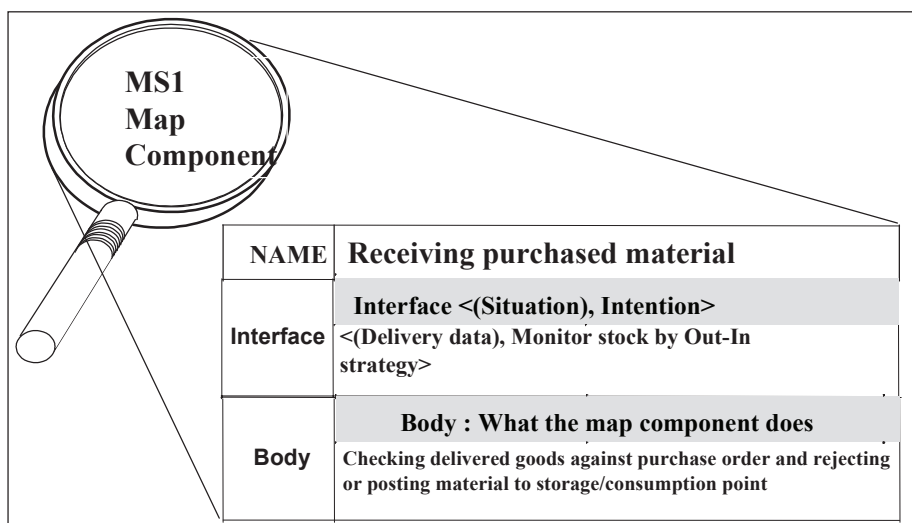 MS1
Map
Component
NAME
Receiving purchased material
Interface
Interface <(Situation), Intention>
<(Delivery data), Monitor stock by Out-In
strategy>
Body
Body : What the map component does
Checking delivered goods against purchase order and rejecting
or posting material to storage/consumption point